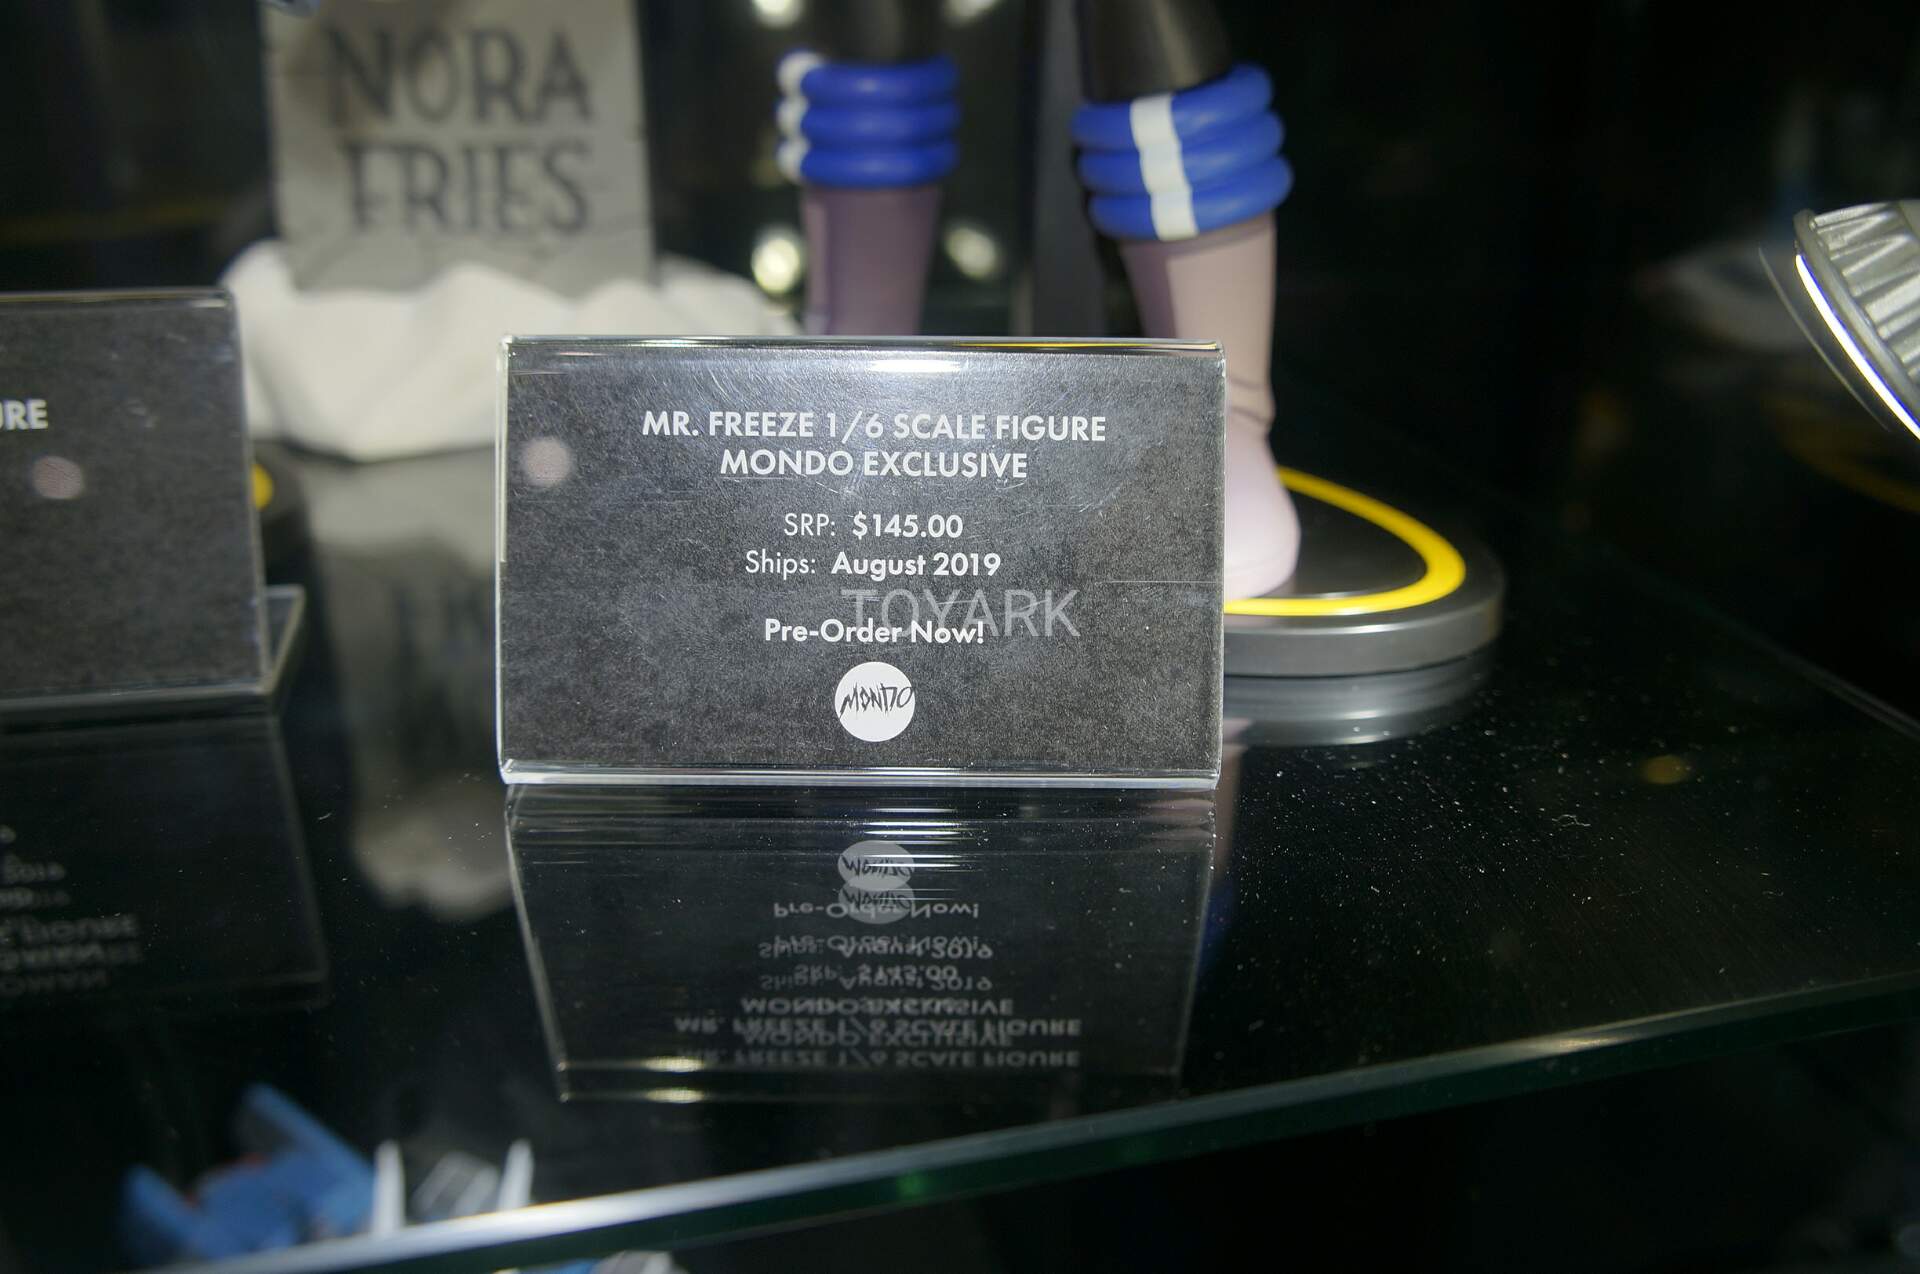 NORA
FRIES
URE
MR. FREEZE 1/6 SCALE FIGURE
MONDO EXCLUSIVE
SRP: $145.00
Ships: August 2019
TOYARK
Pre-Order Now!
MONDO